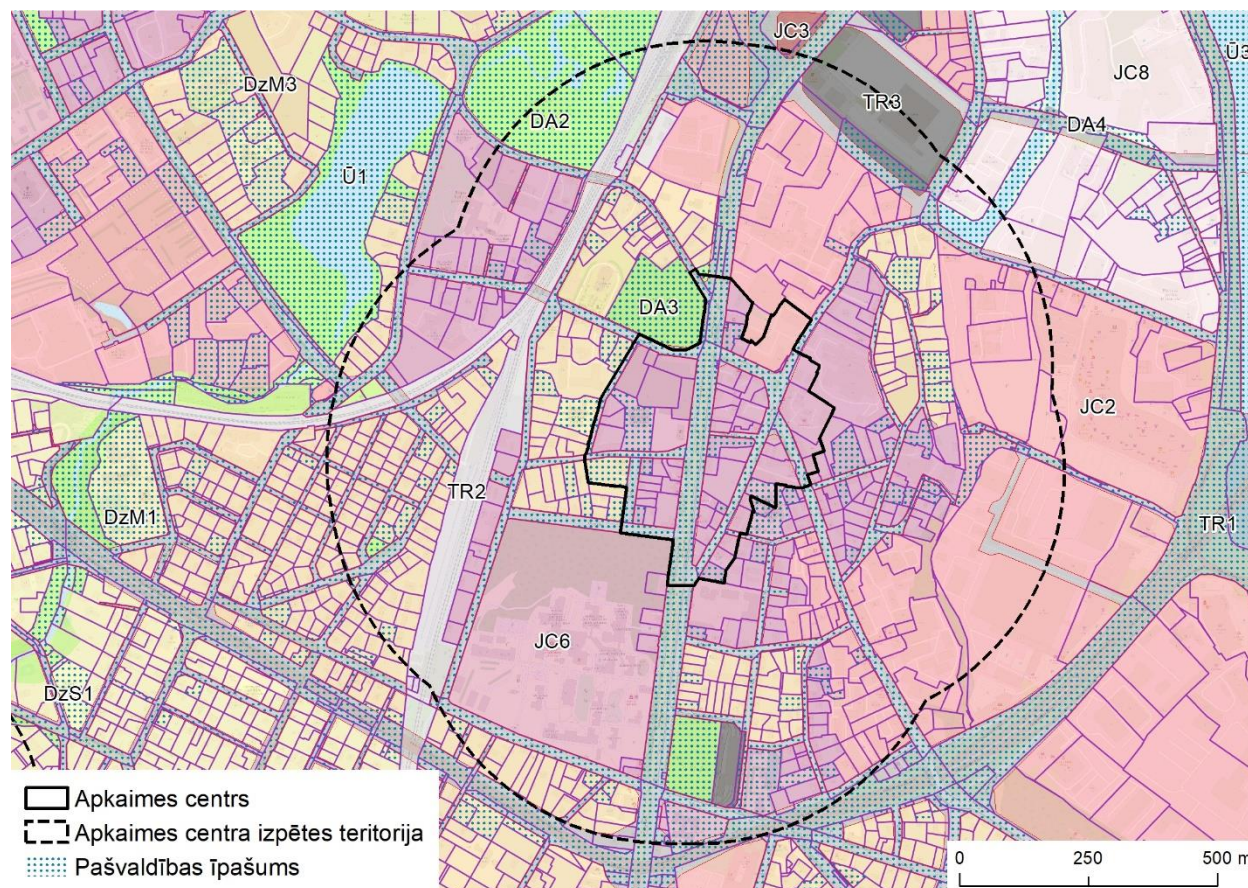 JC3
Ū3
JC8
DzM3
TR3
DA2
DA4
Ū1
DA3
JC2
TR2
DzM1
TR1
JC6
DzS1
Apkaimes centrs
Apkaimes centra izpētes teritorija
Pašvaldības īpašums
0 250 500 m